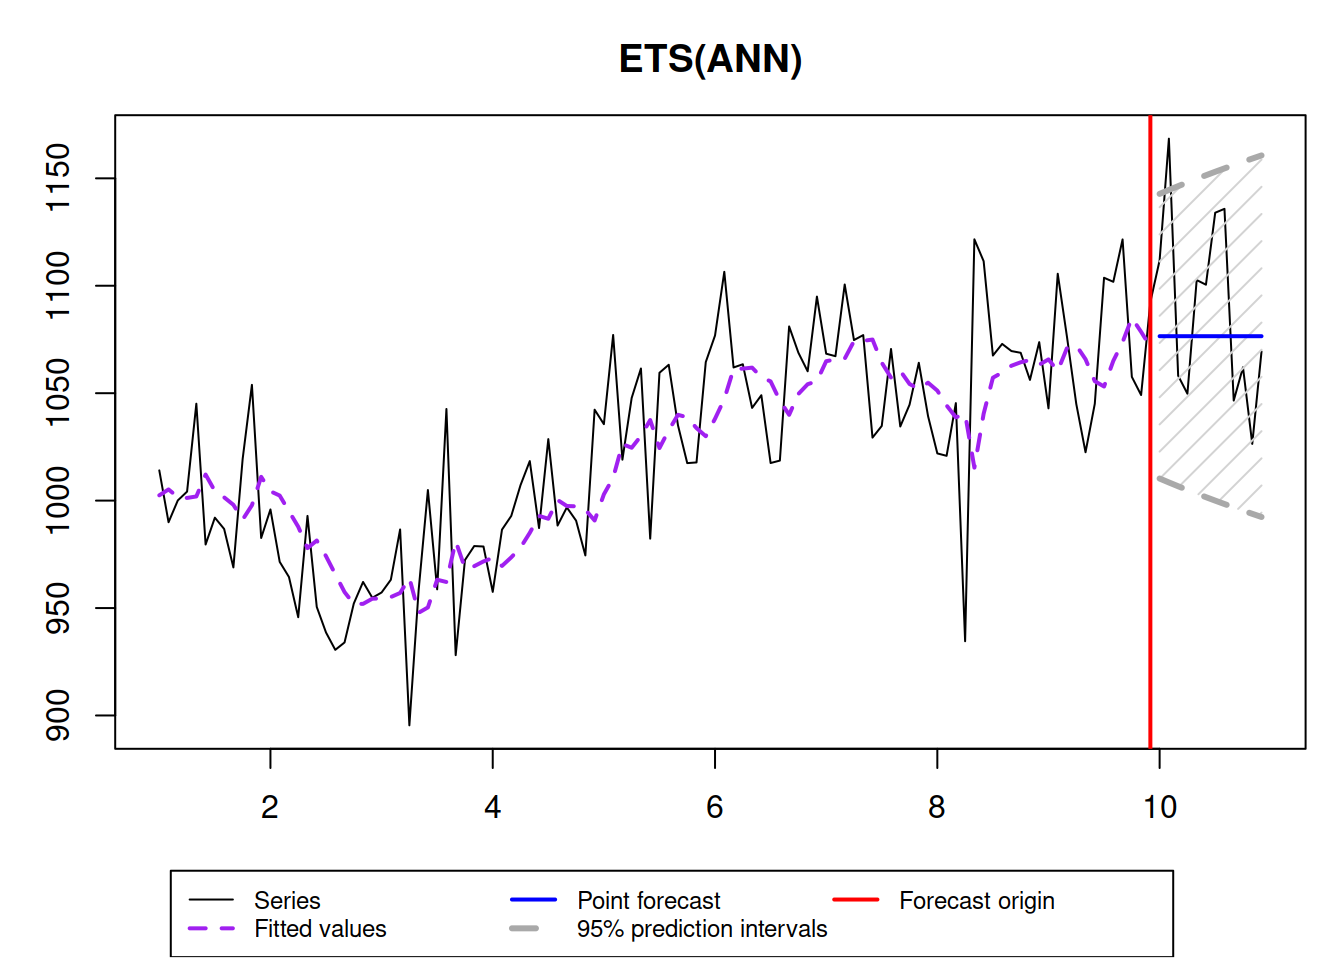 ETS(ANN)
1150
1100
1050
1000
950
900
2 4 6 8 10
Series Point forecast Forecast origin
Fitted values 95% prediction intervals